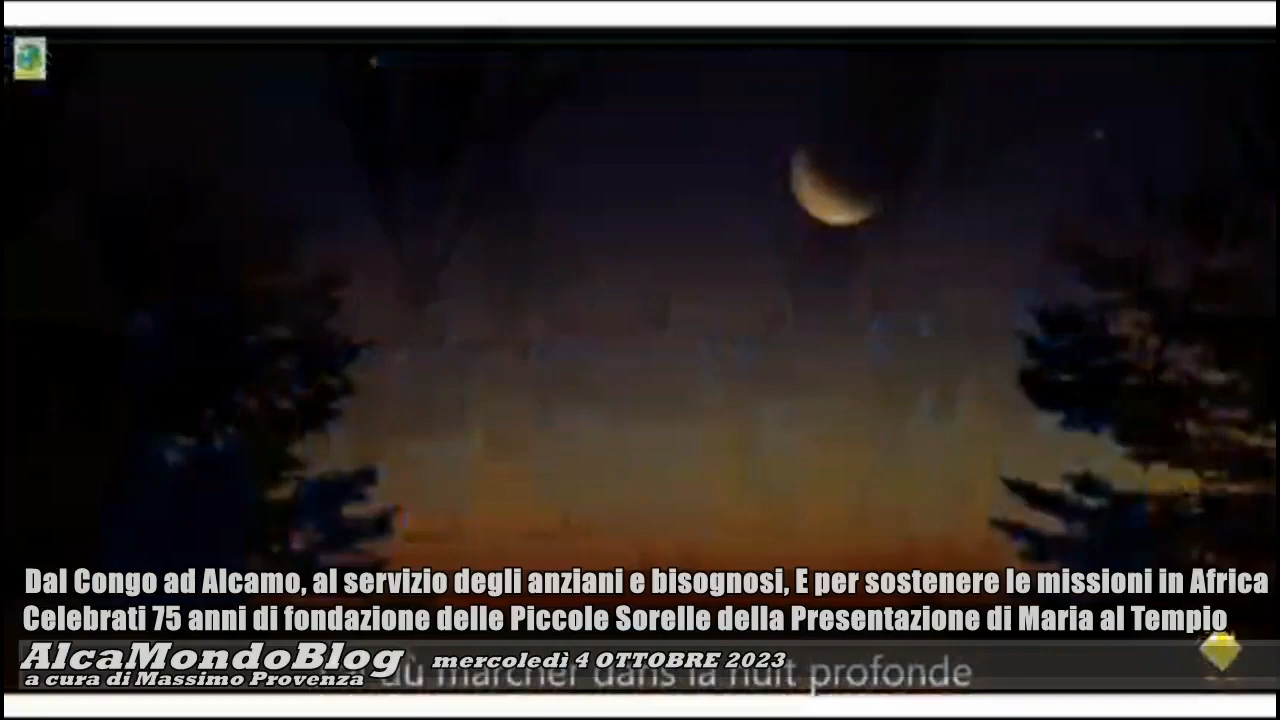 Dal Congo ad Alcamo, al servizio degli anziani e bisognosi, E per sostenere le missioni in Africa
Celebrati 75 anni di fondazione delle Piccole Sorelle della Presentazione di Maria al Tempio
AlcaMondoBlog mercoledì 4 OTTOBRE 2023
a cura di Massimo Provenza
dû marcher dans la nuit profonde